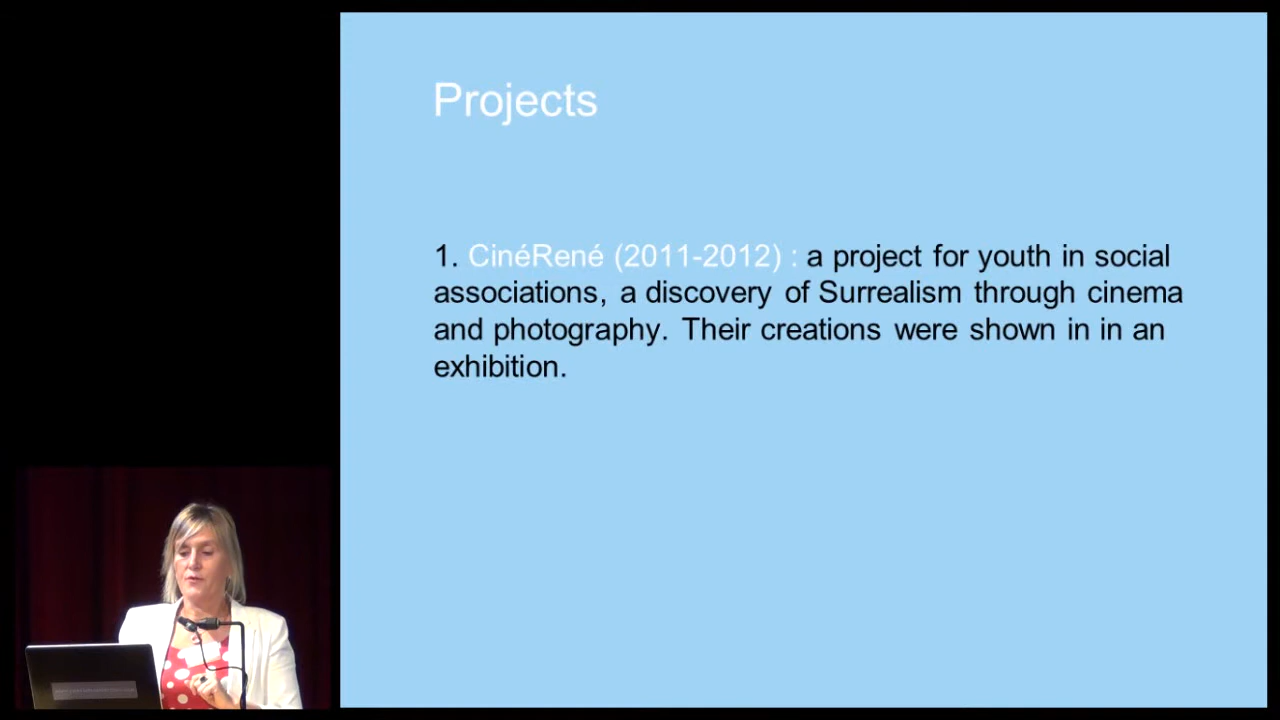 Projects
1. CinéRené (2011-2012) : a project for youth in social
associations, a discovery of Surrealism through cinema
and photography. Their creations were shown in in an
exhibition.